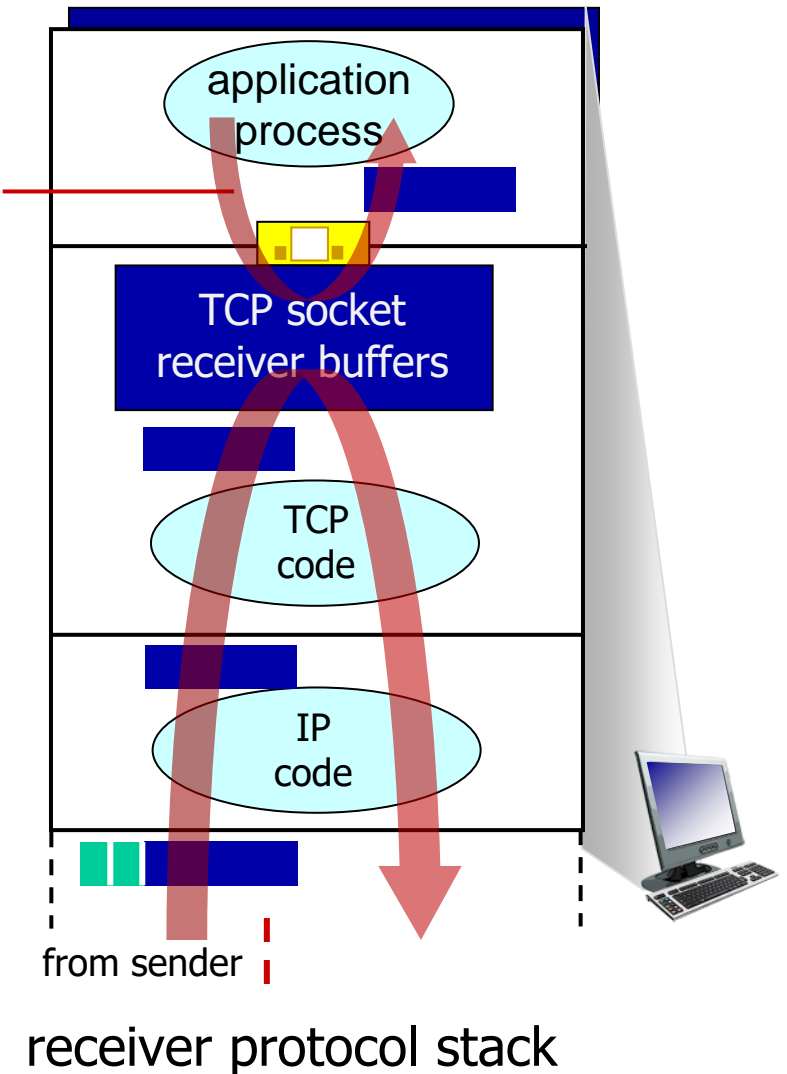 application
process
TCP socket
receiver buffers
TCP
code
IP
code
from sender
receiver protocol stack